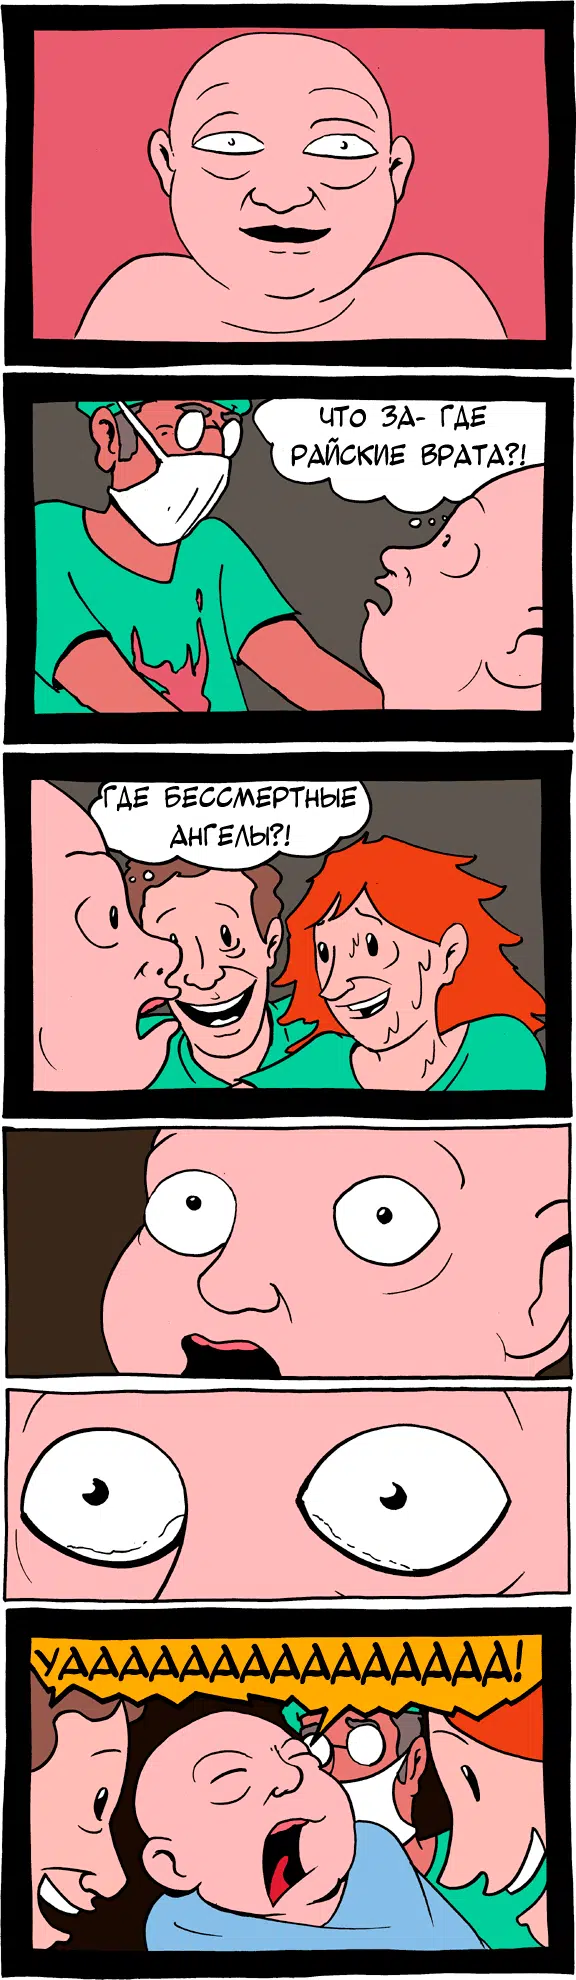 ЧТО ЗА- ГДЕ
РАЙСКИЕ ВРАТА?!
ГДЕ БЕССМЕРТНЫЕ
АНГЕЛЫ?!
УААААААААААААААА!